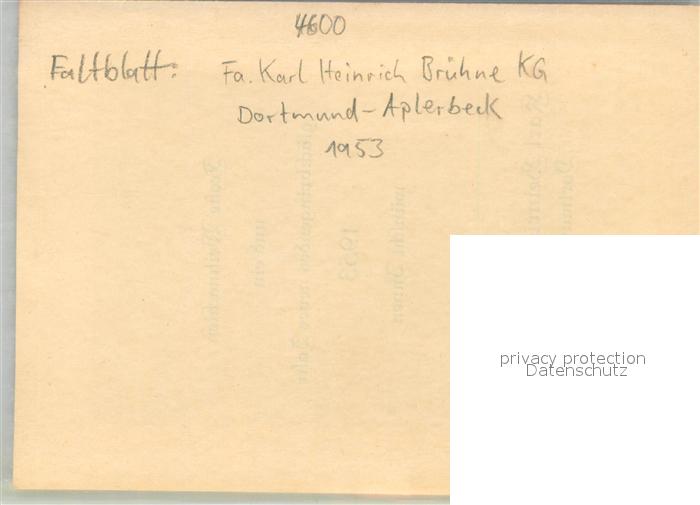 4600
Faltblatt: Fa. Karl Heinrich Brühne KG
Dortmund-Aplerbeck
1953
privacy protection
Datenschutz